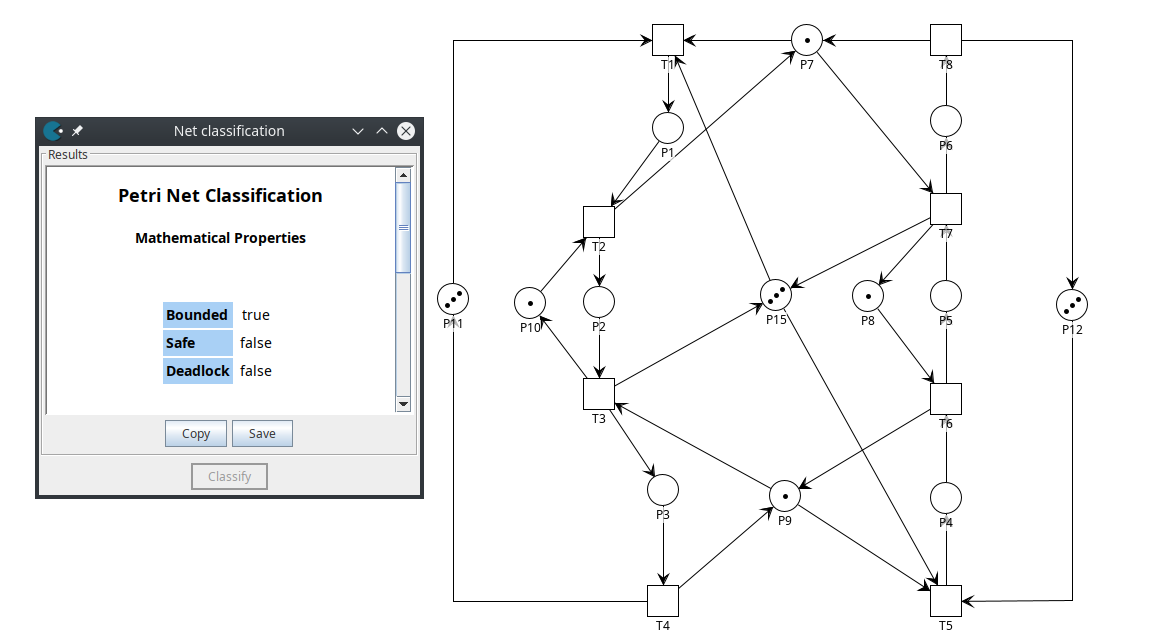 Net classification
Results
Petri Net Classification
Mathematical Properties
Bounded true
Safe false
Deadlock false
Copy Save
Classify
T1
P7
T8
P1
P6
T2
T7
P11
P10
P2
P15
P8
P5
P12
T3
T6
P3
P9
P4
T4
T5